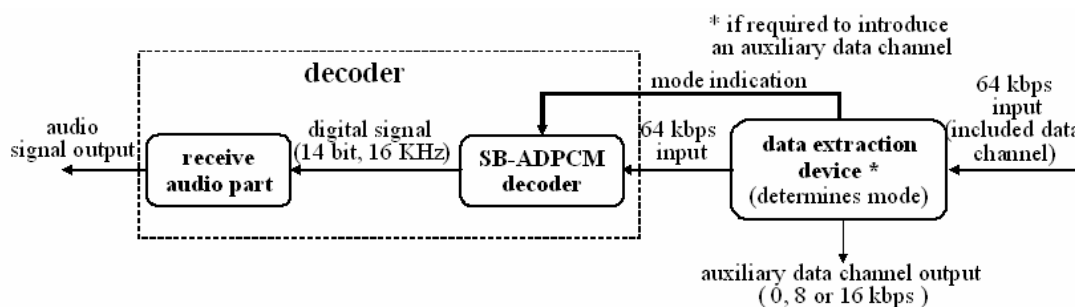 * if required to introduce
an auxiliary data channel
decoder
mode indication
64 kbps
input
(included data
channel)
audio
signal output
digital signal
(14 bit, 16 KHz)
64 kbps
input
receive
audio part
SB-ADPCM
decoder
data extraction
device *
(determines mode)
auxiliary data channel output
( 0, 8 or 16 kbps )